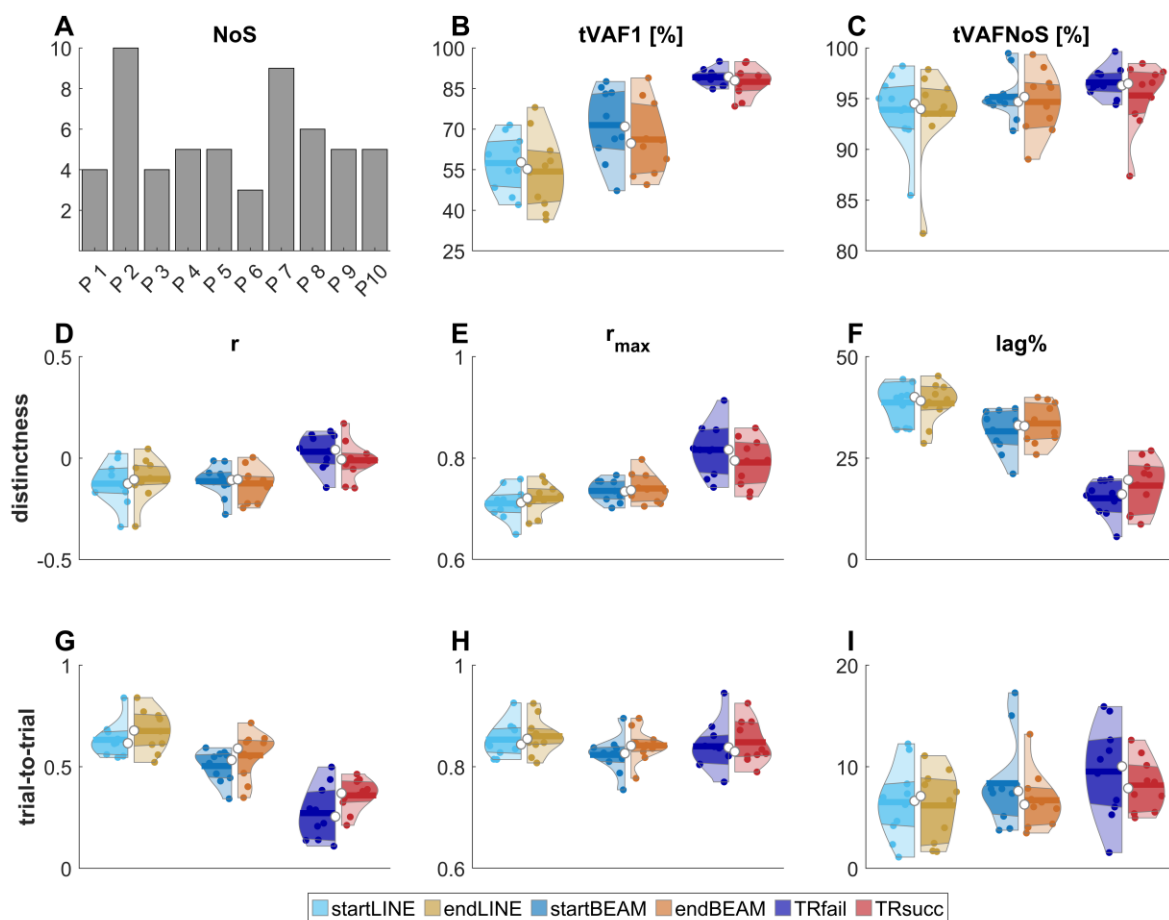 A NoS
10
8
6
4
2
P 1 P 2 P 3 P 4 P 5 P 6 P 7 P 8 P 9 P10
B tVAF1 [%]
100
85
70
55
40
25
C tVAFNoS [%]
100
95
90
85
80
distinctness
D r
0.5
0
-0.5
E r_max
1
0.8
0.6
F lag%
50
25
0
trial-to-trial
G
1
0.5
0
H
1
0.8
0.6
I
20
10
0
startLINE endLINE startBEAM endBEAM TRfail TRsucc